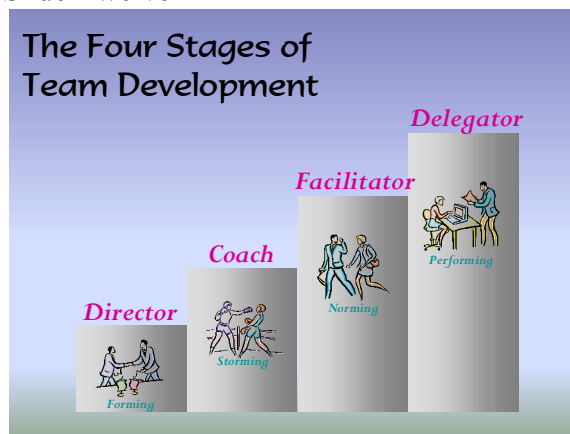 The Four Stages of
Team Development
Delegator
Facilitator
Coach
Director
Performing
Norming
Storming
Forming